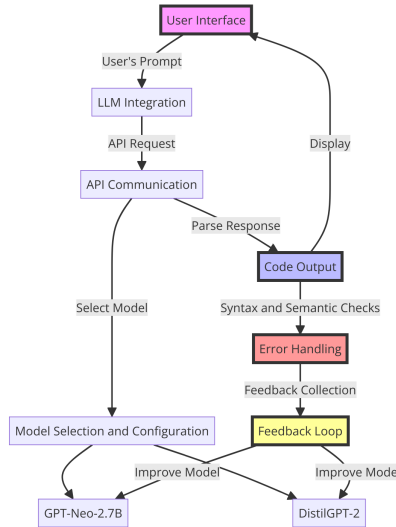 User Interface
User's Prompt
LLM Integration
API Request
Display
API Communication
Parse Response
Code Output
Select Model
Syntax and Semantic Checks
Error Handling
Feedback Collection
Model Selection and Configuration
Feedback Loop
Improve Model
Improve Mode
GPT-Neo-2.7B
DistilGPT-2